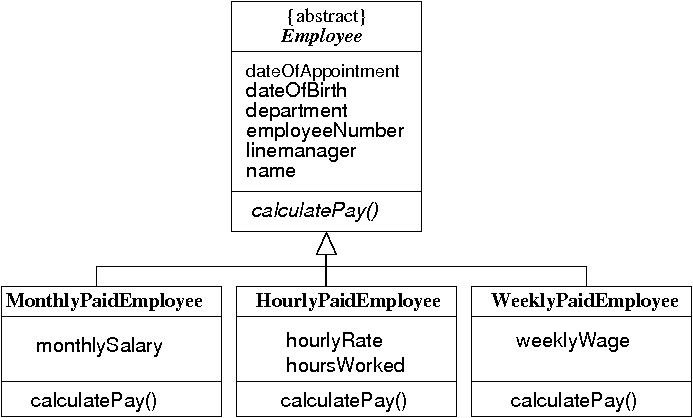 {abstract}
Employee
dateOfAppointment
dateOfBirth
department
employeeNumber
linemanager
name
calculatePay()
MonthlyPaidEmployee
monthlySalary
calculatePay()
HourlyPaidEmployee
hourlyRate
hoursWorked
calculatePay()
WeeklyPaidEmployee
weeklyWage
calculatePay()